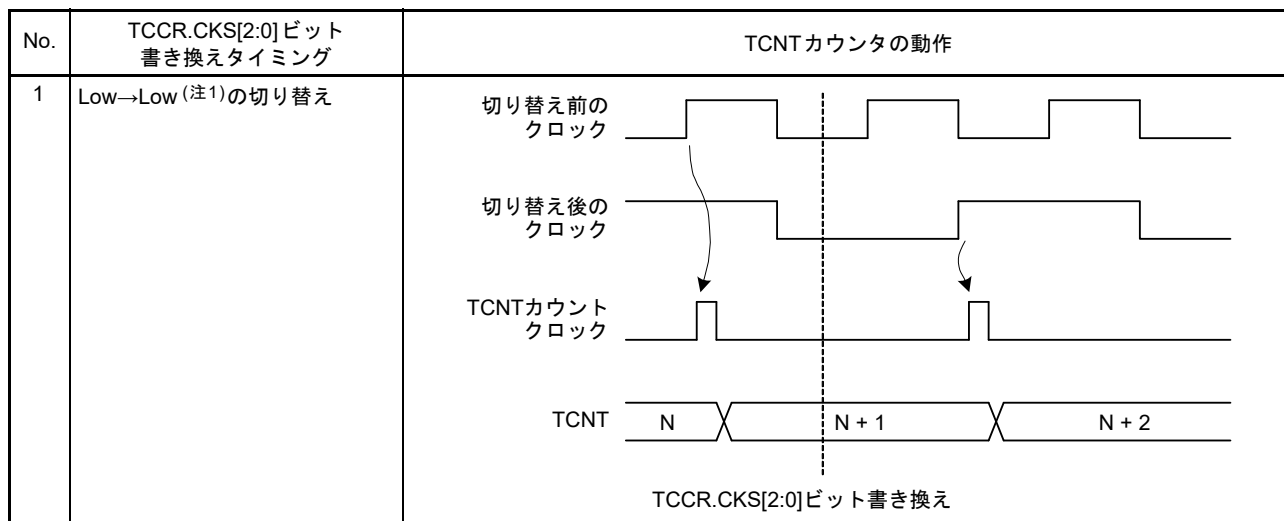 No.
TCCR.CKS[2:0]ビット
書き換えタイミング
TCNTカウンタの動作
1
Low→Low (注1)の切り替え
切り替え前の
クロック
切り替え後の
クロック
TCNTカウント
クロック
TCNT
N
N + 1
N + 2
TCCR.CKS[2:0]ビット書き換え